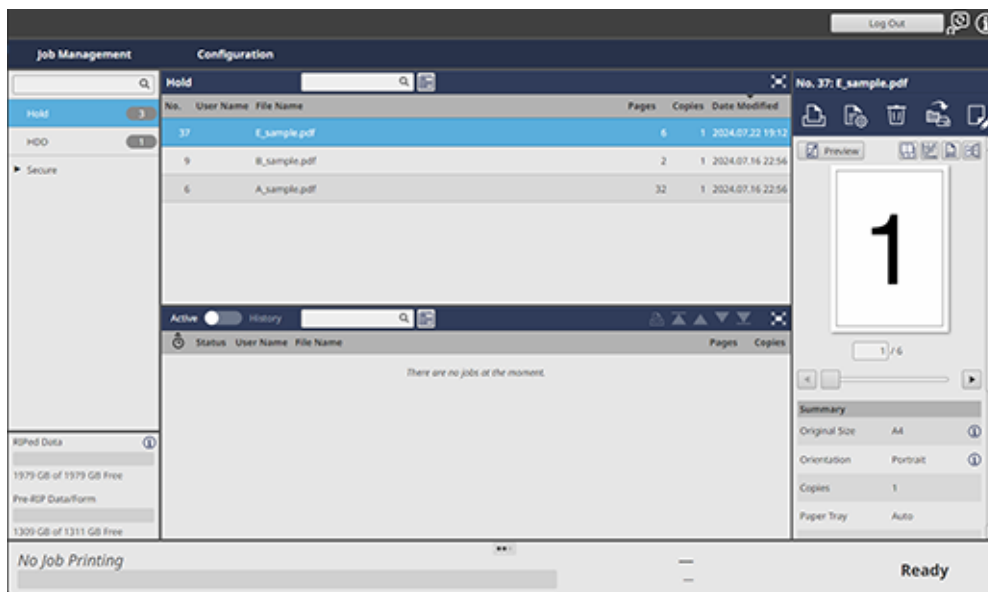 Log Out
Job Management Configuration
Hold No. 37: E_sample.pdf
No. User Name File Name Pages Copies Date Modified
Hold 3
37 E_sample.pdf 6 1 2024.07.22 19:12
HDD 1
9 B_sample.pdf 2 1 2024.07.16 22:56
Preview
Secure
6 A_sample.pdf 32 1 2024.07.16 22:56
1
Active History
Status User Name File Name Pages Copies
1 / 6
There are no jobs at the moment.
Summary
Original Size A4
RIPed Data
Orientation Portrait
1979 GB of 1979 GB Free
Copies 1
Pre-RIP Data/Form
Paper Tray Auto
1309 GB of 1311 GB Free
No Job Printing
Ready